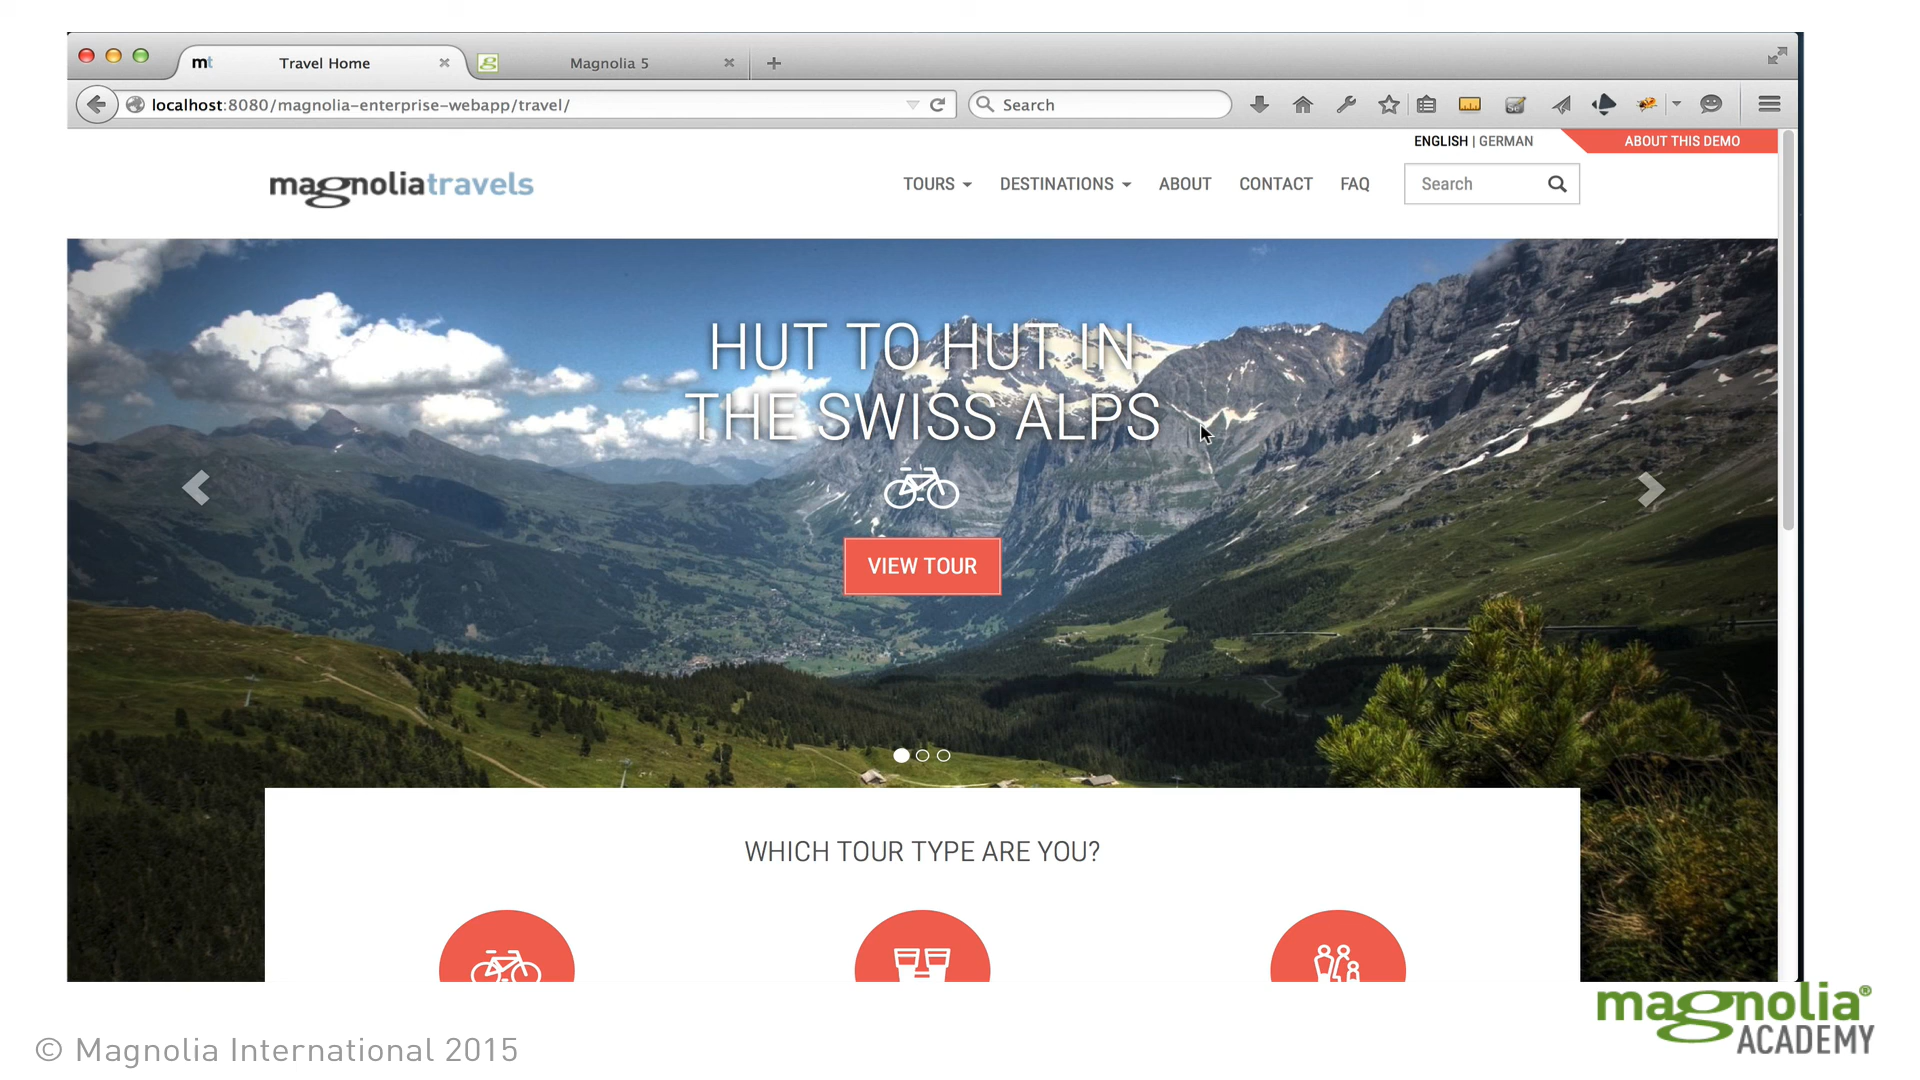 mt Travel Home
Magnolia 5
localhost:8080/magnolia-enterprise-webapp/travel/
Search
ENGLISH | GERMAN
ABOUT THIS DEMO
magnoliatravels
TOURS
DESTINATIONS
ABOUT
CONTACT
FAQ
Search
HUT TO HUT IN
THE SWISS ALPS
VIEW TOUR
WHICH TOUR TYPE ARE YOU?
© Magnolia International 2015
magnolia®
ACADEMY